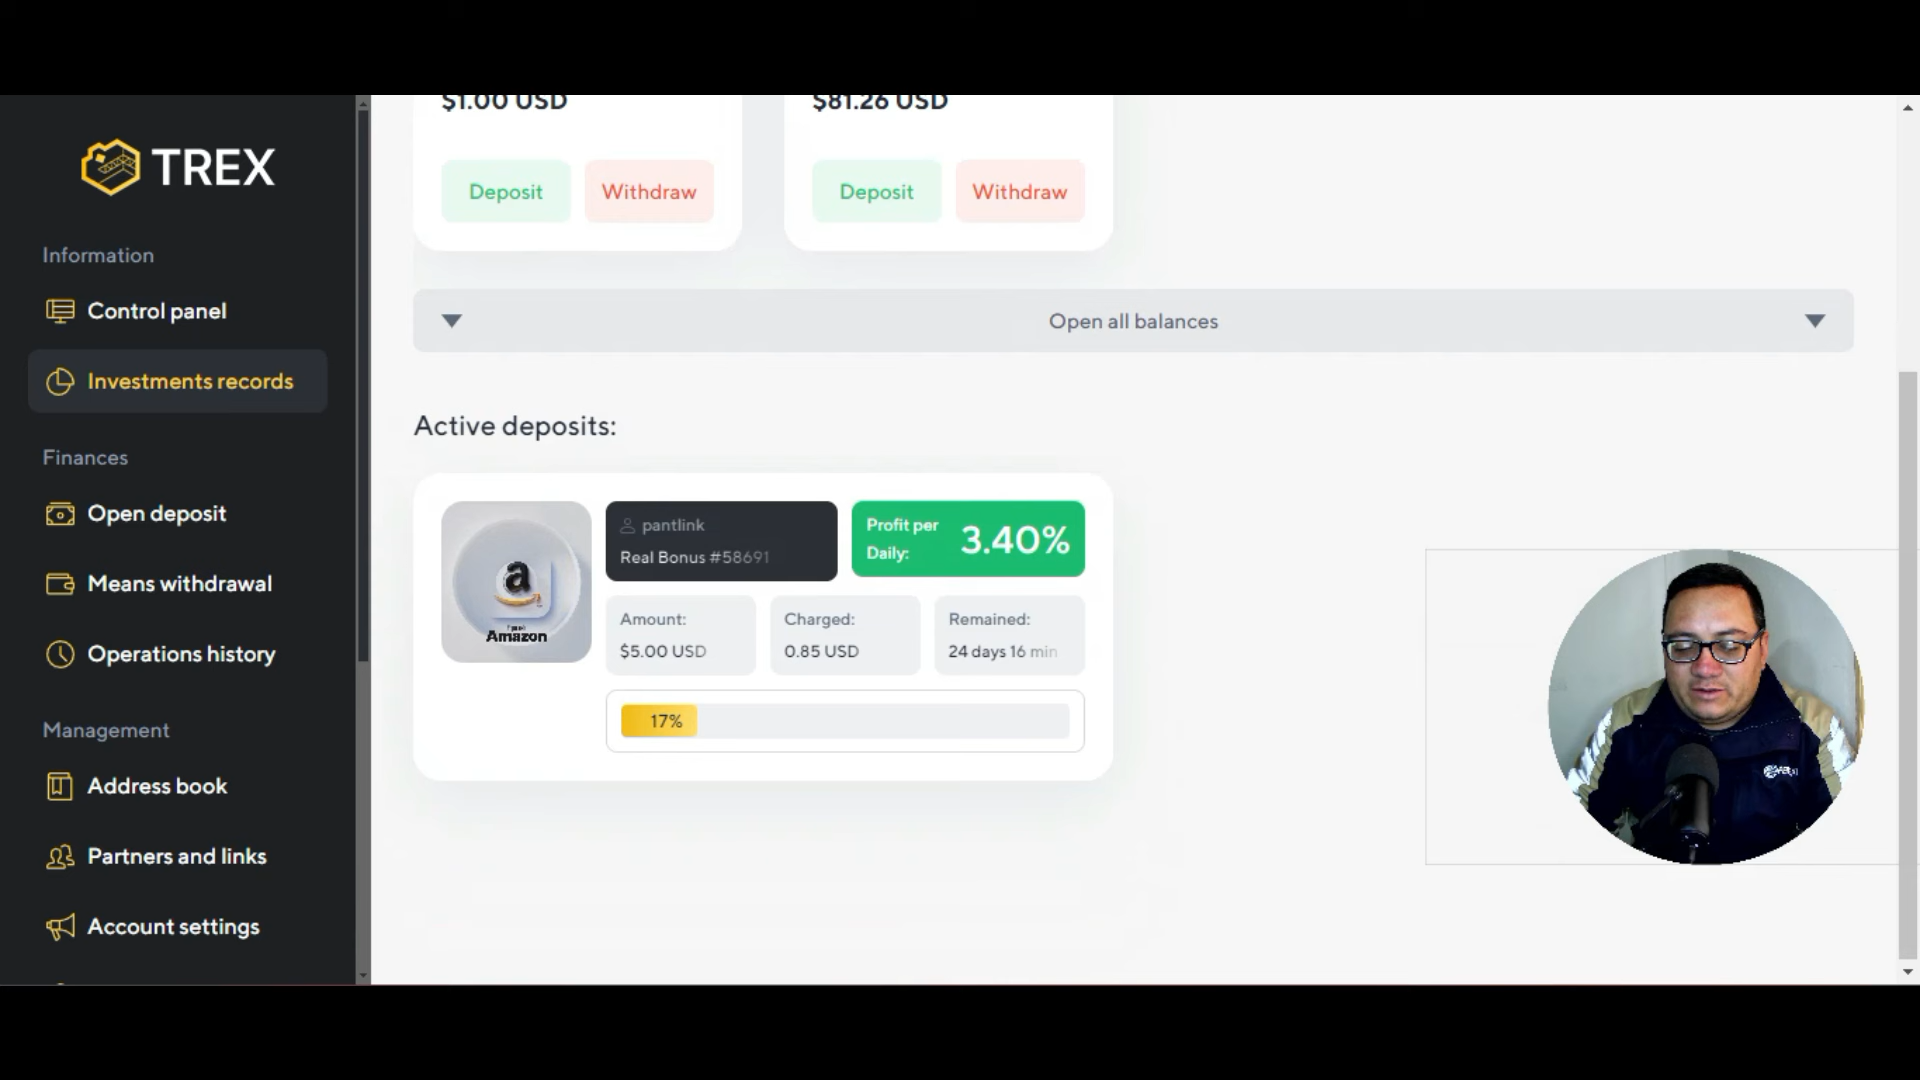 TREX
Information
Control panel
Investments records
Finances
Open deposit
Means withdrawal
Operations history
Management
Address book
Partners and links
Account settings
$1.00 USD
$81.26 USD
Deposit
Withdraw
Deposit
Withdraw
Open all balances
Active deposits:
a
Amazon
pantlink
Real Bonus #58691
Profit per
Daily:
3.40%
Amount:
$5.00 USD
Charged:
0.85 USD
Remained:
24 days 16 min
17%